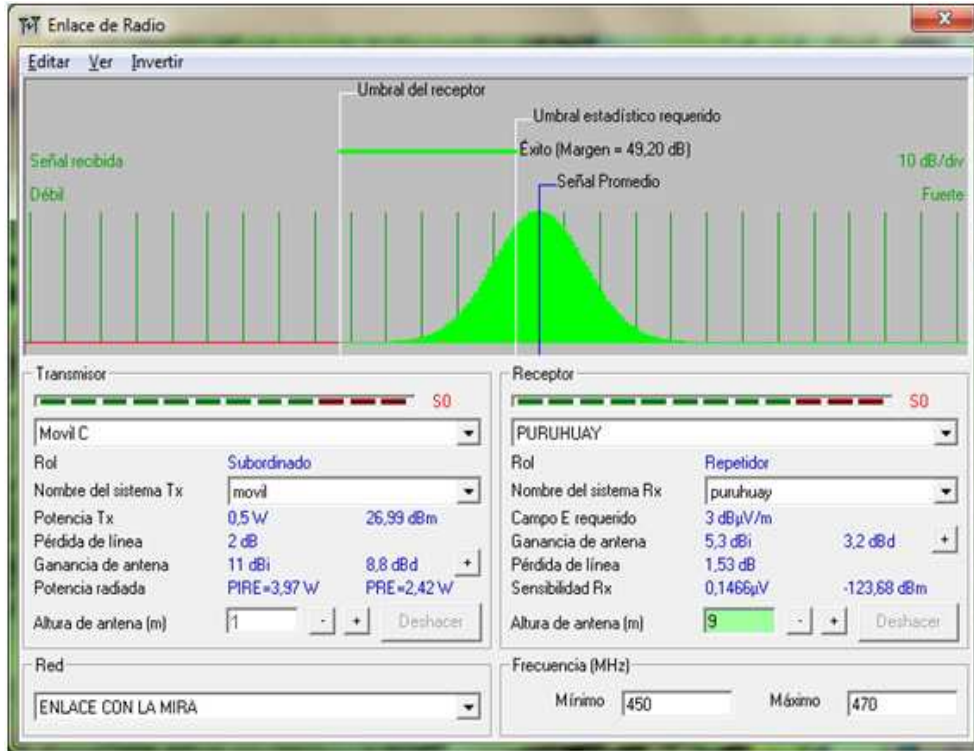 Enlace de Radio
Editar Ver Invertir
Umbral del receptor
Umbral estadístico requerido
Éxito (Margen = 49,20 dB)
Señal recibida 10 dB/div
Señal Promedio
Débil Fuerte
Transmisor
S0
Movil C
Rol Subordinado
Nombre del sistema Tx movil
Potencia Tx 0,5 W 26,99 dBm
Pérdida de línea 2 dB
Ganancia de antena 11 dBi 8,8 dBd +
Potencia radiada PIRE=3,97 W PRE=2,42 W
Altura de antena (m) 1 - + Deshacer
Red
ENLACE CON LA MIRA
Receptor
S0
PURUHUAY
Rol Repetidor
Nombre del sistema Rx puruhuay
Campo E requerido 3 dBµV/m
Ganancia de antena 5,3 dBi 3,2 dBd +
Pérdida de línea 1,53 dB
Sensibilidad Rx 0,1466µV -123,68 dBm
Altura de antena (m) 9 - + Deshacer
Frecuencia (MHz)
Mínimo 450 Máximo 470